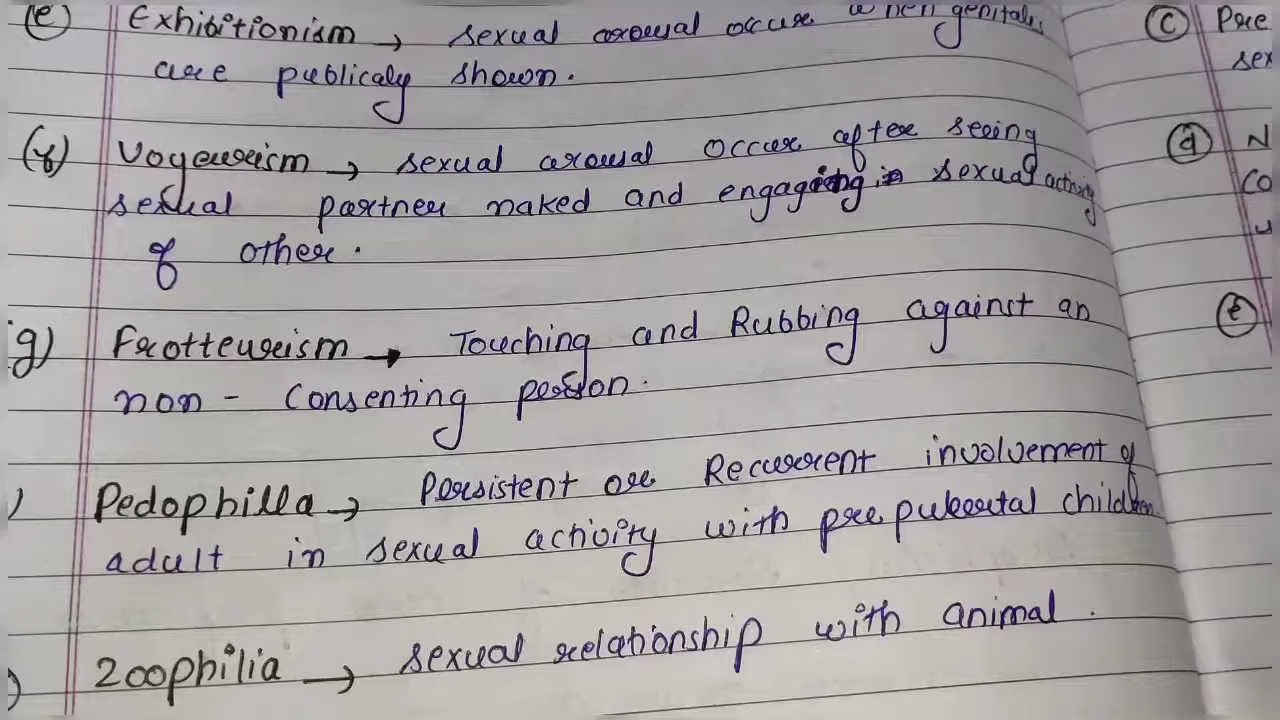 (e) Exhibitionism → sexual arousal occur when genitals
are publicaly shown.
(f) Voyeurism → sexual arousal occur after seeing
sexual partner naked and engaging in sexual activity
of other.
g) Frotteurism → Touching and Rubbing against an
non - Consenting person.
) Pedophilla → Persistent or Recurrent involvement of
adult in sexual activity with prepubertal children
) Zoophilia → sexual relationship with animal.
(c) Pre
sex
(d) N
Co
(e)